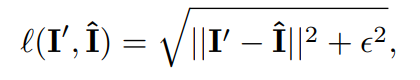 ℓ(𝐈′, 𝐈̂) = √(||𝐈′ − 𝐈̂||² + ϵ²),